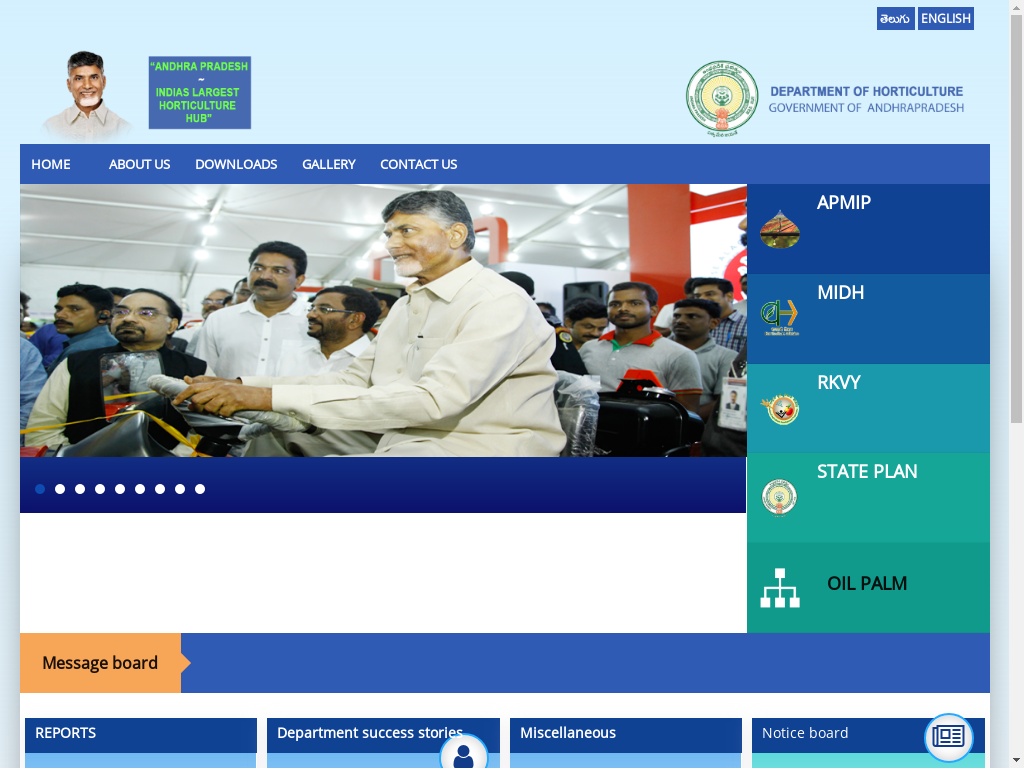 తెలుగు ENGLISH
"ANDHRA PRADESH
~
INDIAS LARGEST
HORTICULTURE
HUB"
DEPARTMENT OF HORTICULTURE
GOVERNMENT OF ANDHRAPRADESH
HOME ABOUT US DOWNLOADS GALLERY CONTACT US
APMIP
MIDH
RKVY
STATE PLAN
OIL PALM
Message board
REPORTS
Department success stories
Miscellaneous
Notice board